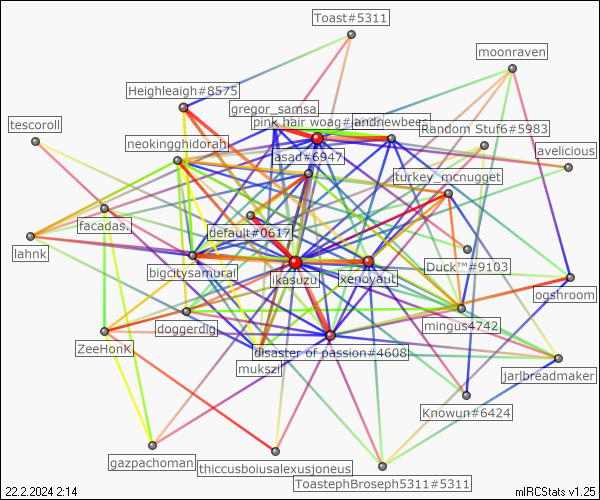 Toast#5311
moonraven
Heighleaigh#8575
gregor_samsa
pink hair woag#
andrewbees
Random Stuf6#5983
tescoroll
neokingghidorah
asad#6947
avelicious
turkey_mcnugget
facadas.
default#0617
lahnk
bigcitysamurai
ikasuzu
xenoyaut
Duck™#9103
ogshroom
doggerdig
mingus4742
ZeeHonK
disaster of passion#4608
mukszi
jarlbreadmaker
Knowun#6424
gazpachoman
thiccusboiusalexusjoneus
ToastephBroseph5311#5311
22.2.2024 2:14
mIRCStats v1.25